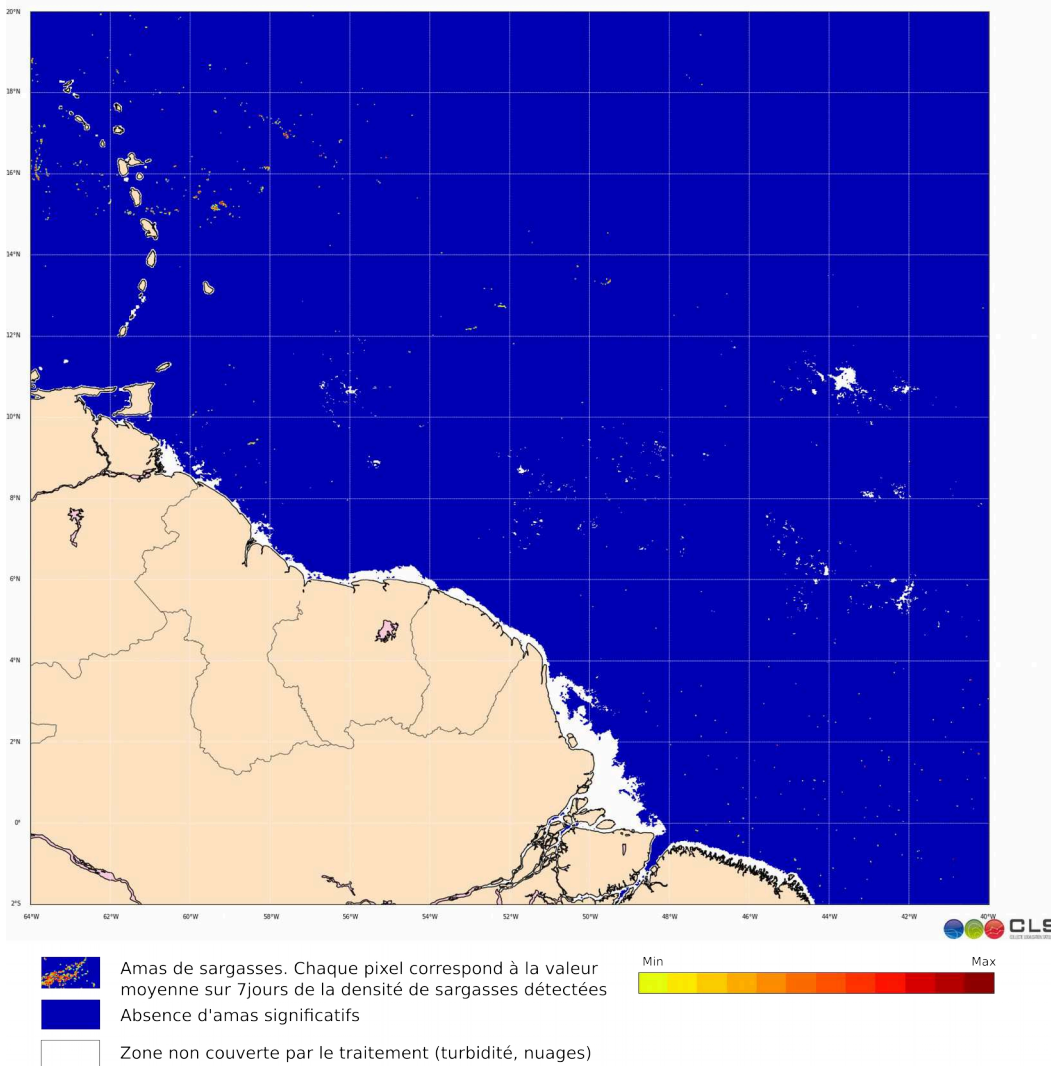 20°N
18°N
16°N
14°N
12°N
10°N
8°N
6°N
4°N
2°N
0°
2°S
64°W 62°W 60°W 58°W 56°W 54°W 52°W 50°W 48°W 46°W 44°W 42°W 40°W
CLS
Amas de sargasses. Chaque pixel correspond à la valeur
moyenne sur 7jours de la densité de sargasses détectées
Min Max
Absence d'amas significatifs
Zone non couverte par le traitement (turbidité, nuages)